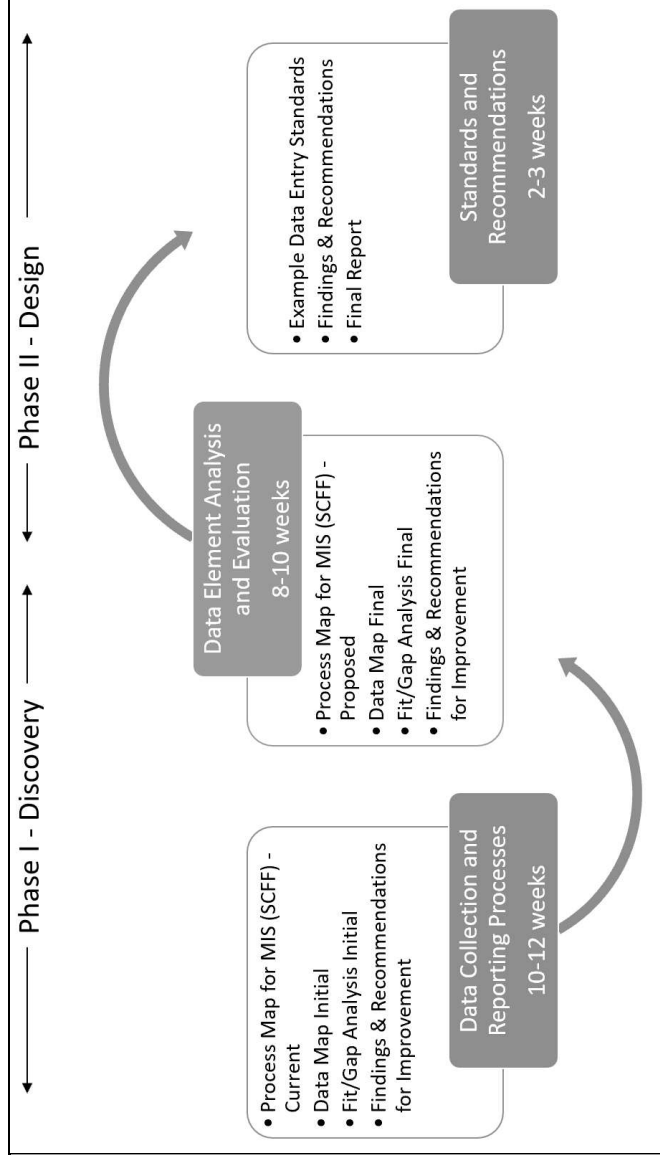 Phase I - Discovery
Phase II - Design
• Process Map for MIS (SCFF) -
Current
• Data Map Initial
• Fit/Gap Analysis Initial
• Findings & Recommendations
for Improvement
Data Collection and
Reporting Processes
10-12 weeks
Data Element Analysis
and Evaluation
8-10 weeks
• Process Map for MIS (SCFF) -
Proposed
• Data Map Final
• Fit/Gap Analysis Final
• Findings & Recommendations
for Improvement
• Example Data Entry Standards
• Findings & Recommendations
• Final Report
Standards and
Recommendations
2-3 weeks